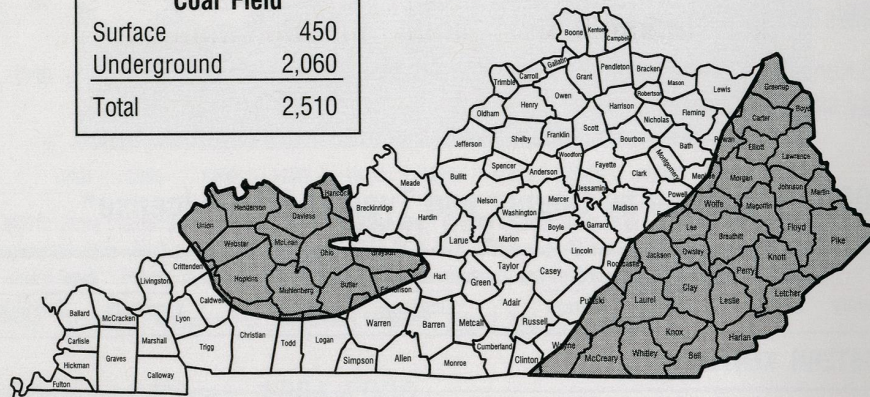 Coal Field
Surface 450
Underground 2,060
Total 2,510
Boone Kenton Campbell
Gallatin Pendleton Bracken
Trimble Carroll Grant Mason Lewis Greenup
Owen Robertson Boyd
Oldham Henry Harrison Fleming Carter
Nicholas
Jefferson Shelby Franklin Scott Bourbon Bath Rowan Elliott
Woodford Lawrence
Spencer Anderson Fayette Montgomery
Meade Bullitt Clark Menifee Morgan Johnson Martin
Hancock Jessamine Powell
Henderson Breckinridge Nelson Mercer Madison Wolfe Magoffin
Daviess Hardin Washington
Union Garrard Lee Floyd Pike
Webster McLean Larue Marion Boyle Breathitt
Ohio Grayson Lincoln Jackson Owsley Knott
Crittenden Hart Taylor Casey Rockcastle Perry
Livingston Hopkins Butler Edmonson Green
Muhlenberg Clay Letcher
Caldwell Adair Pulaski Laurel Leslie
Ballard McCracken Lyon
Warren Barren Metcalf Russell
Carlisle Marshall Trigg Christian Todd Logan Knox Harlan
Graves Cumberland Wayne
Hickman Simpson Allen Monroe Clinton McCreary Whitley Bell
Fulton Calloway